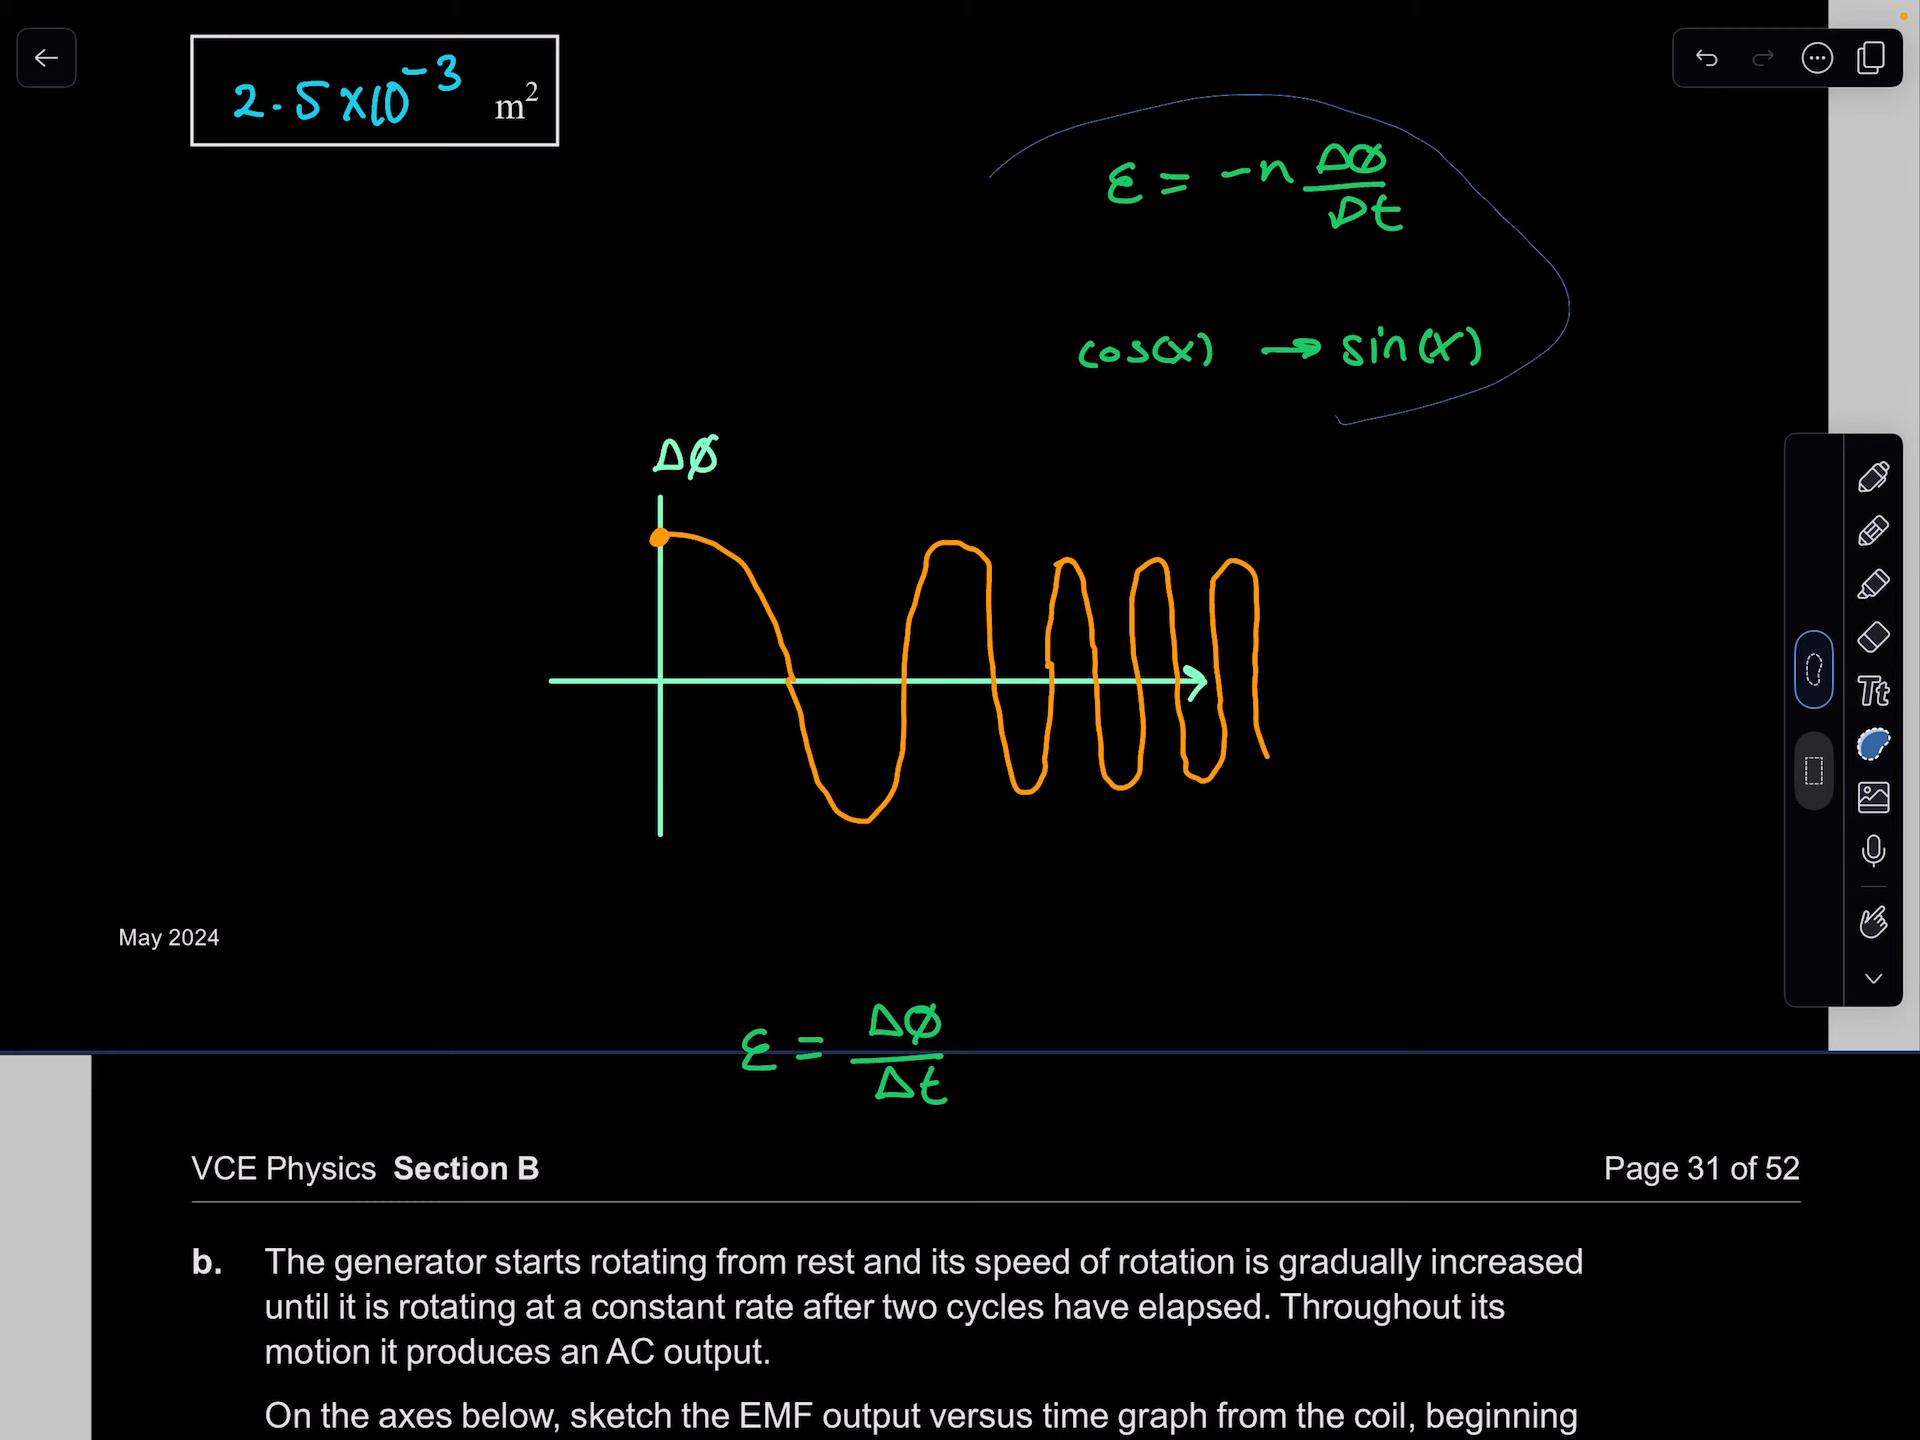 2.5×10⁻³ m²
ε = -n Δφ/Δt
cos(x) → sin(x)
Δφ
May 2024
ε = Δφ/Δt
VCE Physics Section B
Page 31 of 52
b. The generator starts rotating from rest and its speed of rotation is gradually increased
until it is rotating at a constant rate after two cycles have elapsed. Throughout its
motion it produces an AC output.
On the axes below, sketch the EMF output versus time graph from the coil, beginning
Tt